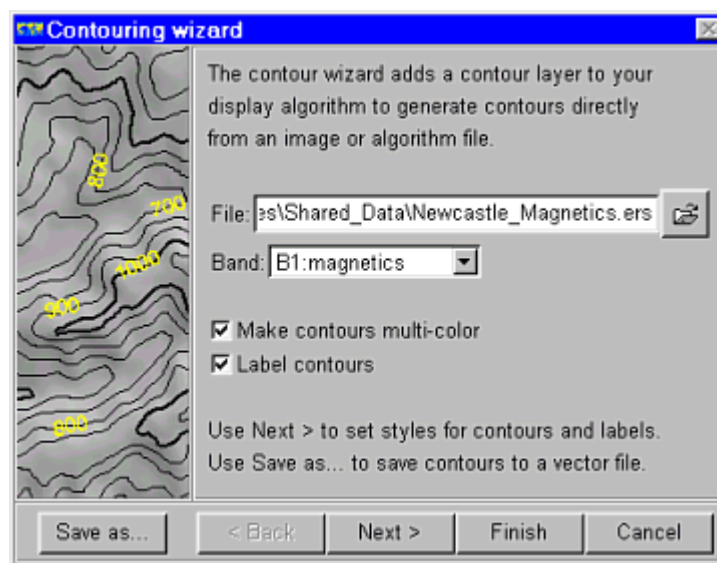 Contouring wizard
The contour wizard adds a contour layer to your
display algorithm to generate contours directly
from an image or algorithm file.
File: es\Shared_Data\Newcastle_Magnetics.ers
Band: B1:magnetics
Make contours multi-color
Label contours
Use Next > to set styles for contours and labels.
Use Save as... to save contours to a vector file.
800
700
1000
900
800
Save as... < Back Next > Finish Cancel